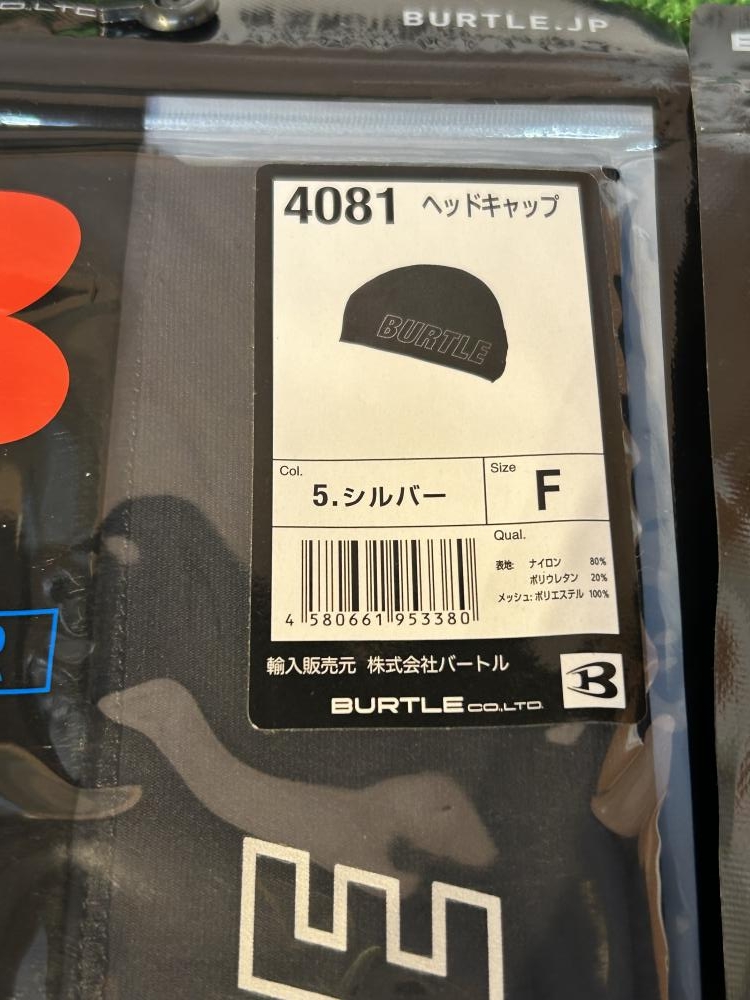 CO.,LTD.
BURTLE.JP
4081 ヘッドキャップ
BURTLE
Col.
5.シルバー
Size
F
Qual.
表地: ナイロン 80%
ポリウレタン 20%
メッシュ: ポリエステル 100%
4 580661 953380
輸入販売元 株式会社バートル
BURTLE CO.,LTD.
B
E